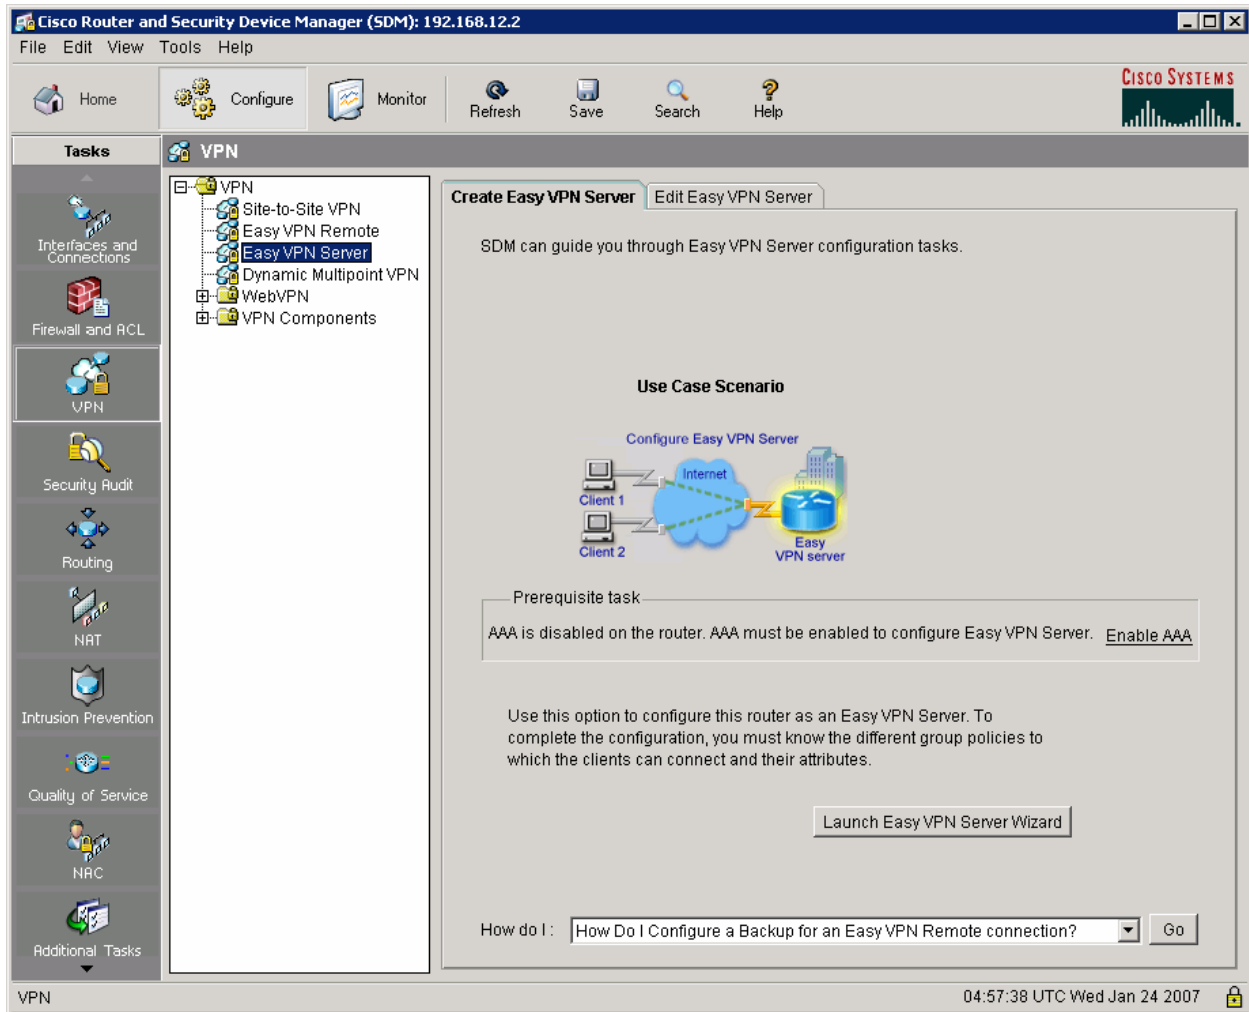 Cisco Router and Security Device Manager (SDM): 192.168.12.2
File Edit View Tools Help
Home Configure Monitor Refresh Save Search Help
CISCO SYSTEMS
Tasks
VPN
Interfaces and
Connections
Firewall and ACL
VPN
Security Audit
Routing
NAT
Intrusion Prevention
Quality of Service
NAC
Additional Tasks
VPN
Site-to-Site VPN
Easy VPN Remote
Easy VPN Server
Dynamic Multipoint VPN
WebVPN
VPN Components
Create Easy VPN Server Edit Easy VPN Server
SDM can guide you through Easy VPN Server configuration tasks.
Use Case Scenario
Configure Easy VPN Server
Internet
Client 1
Client 2
Easy
VPN server
Prerequisite task
AAA is disabled on the router. AAA must be enabled to configure Easy VPN Server. Enable AAA
Use this option to configure this router as an Easy VPN Server. To
complete the configuration, you must know the different group policies to
which the clients can connect and their attributes.
Launch Easy VPN Server Wizard
How do I : How Do I Configure a Backup for an Easy VPN Remote connection? Go
VPN 04:57:38 UTC Wed Jan 24 2007